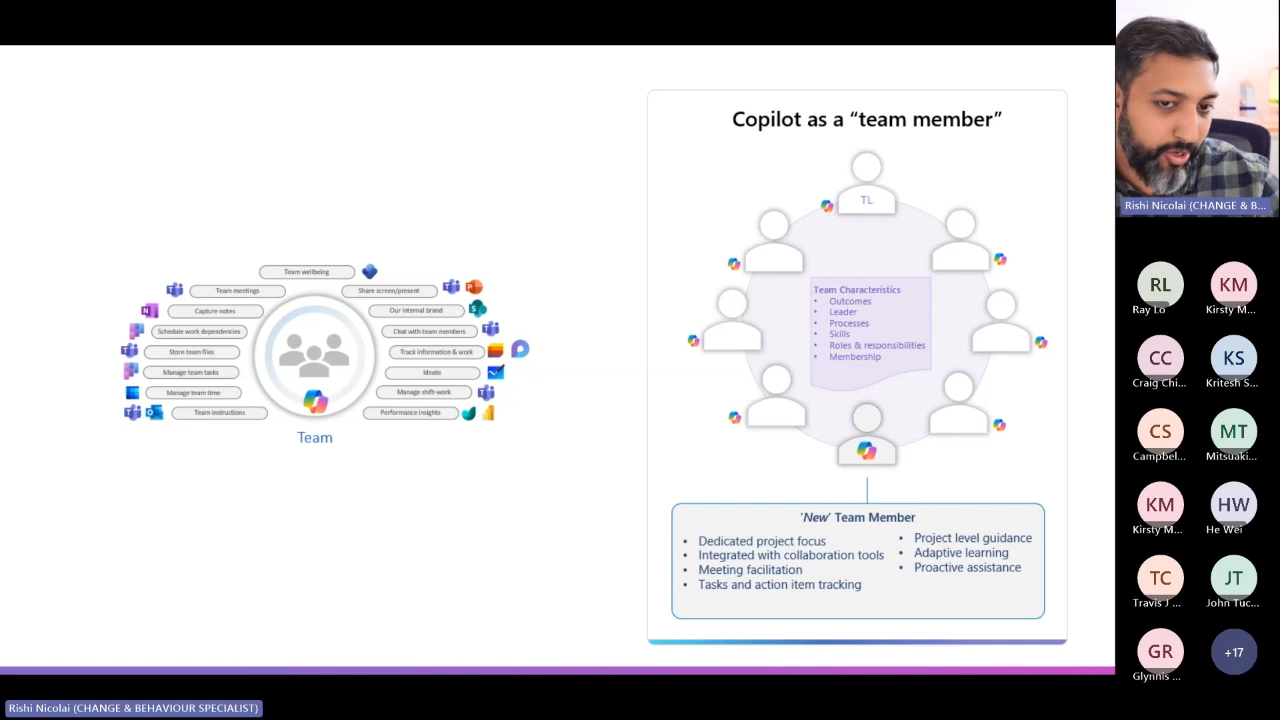 Team wellbeing
Team meetings
Share screen/present
Capture notes
Our internal brand
Schedule work dependencies
Chat with team members
Store team files
Track information & work
Manage team tasks
Ideate
Manage team time
Manage shift-work
Team instructions
Performance insights
Team
Copilot as a “team member”
TL
Team Characteristics
• Outcomes
• Leader
• Processes
• Skills
• Roles & responsibilities
• Membership
'New' Team Member
• Dedicated project focus
• Integrated with collaboration tools
• Meeting facilitation
• Tasks and action item tracking
• Project level guidance
• Adaptive learning
• Proactive assistance
Rishi Nicolai (CHANGE & B...
RL
Ray Lo
KM
Kirsty M...
CC
Craig Chi...
KS
Kritesh S...
CS
Campbel...
MT
Mitsuaki...
KM
Kirsty M...
HW
He Wei
TC
Travis J ...
JT
John Tuc...
GR
Glynnis ...
+17
Rishi Nicolai (CHANGE & BEHAVIOUR SPECIALIST)